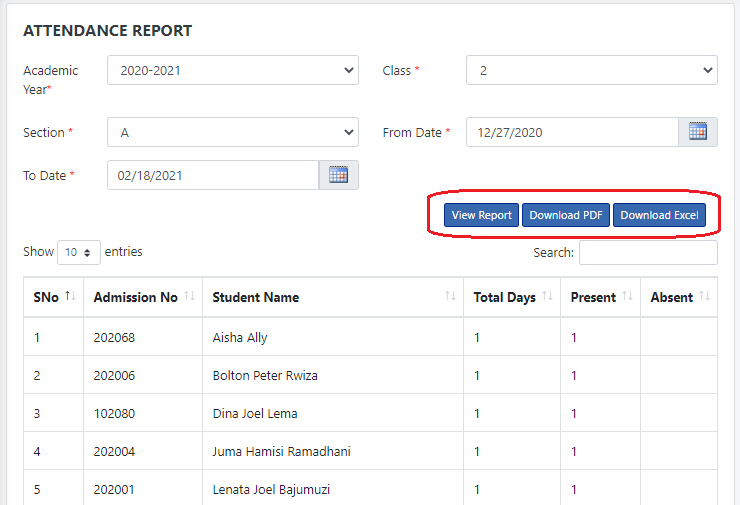 ATTENDANCE REPORT
Academic Year* 2020-2021 Class * 2
Section * A From Date * 12/27/2020
To Date * 02/18/2021
View Report Download PDF Download Excel
Show 10 entries Search:
SNo Admission No Student Name Total Days Present Absent
1 202068 Aisha Ally 1 1
2 202006 Bolton Peter Rwiza 1 1
3 102080 Dina Joel Lema 1 1
4 202004 Juma Hamisi Ramadhani 1 1
5 202001 Lenata Joel Bajumuzi 1 1